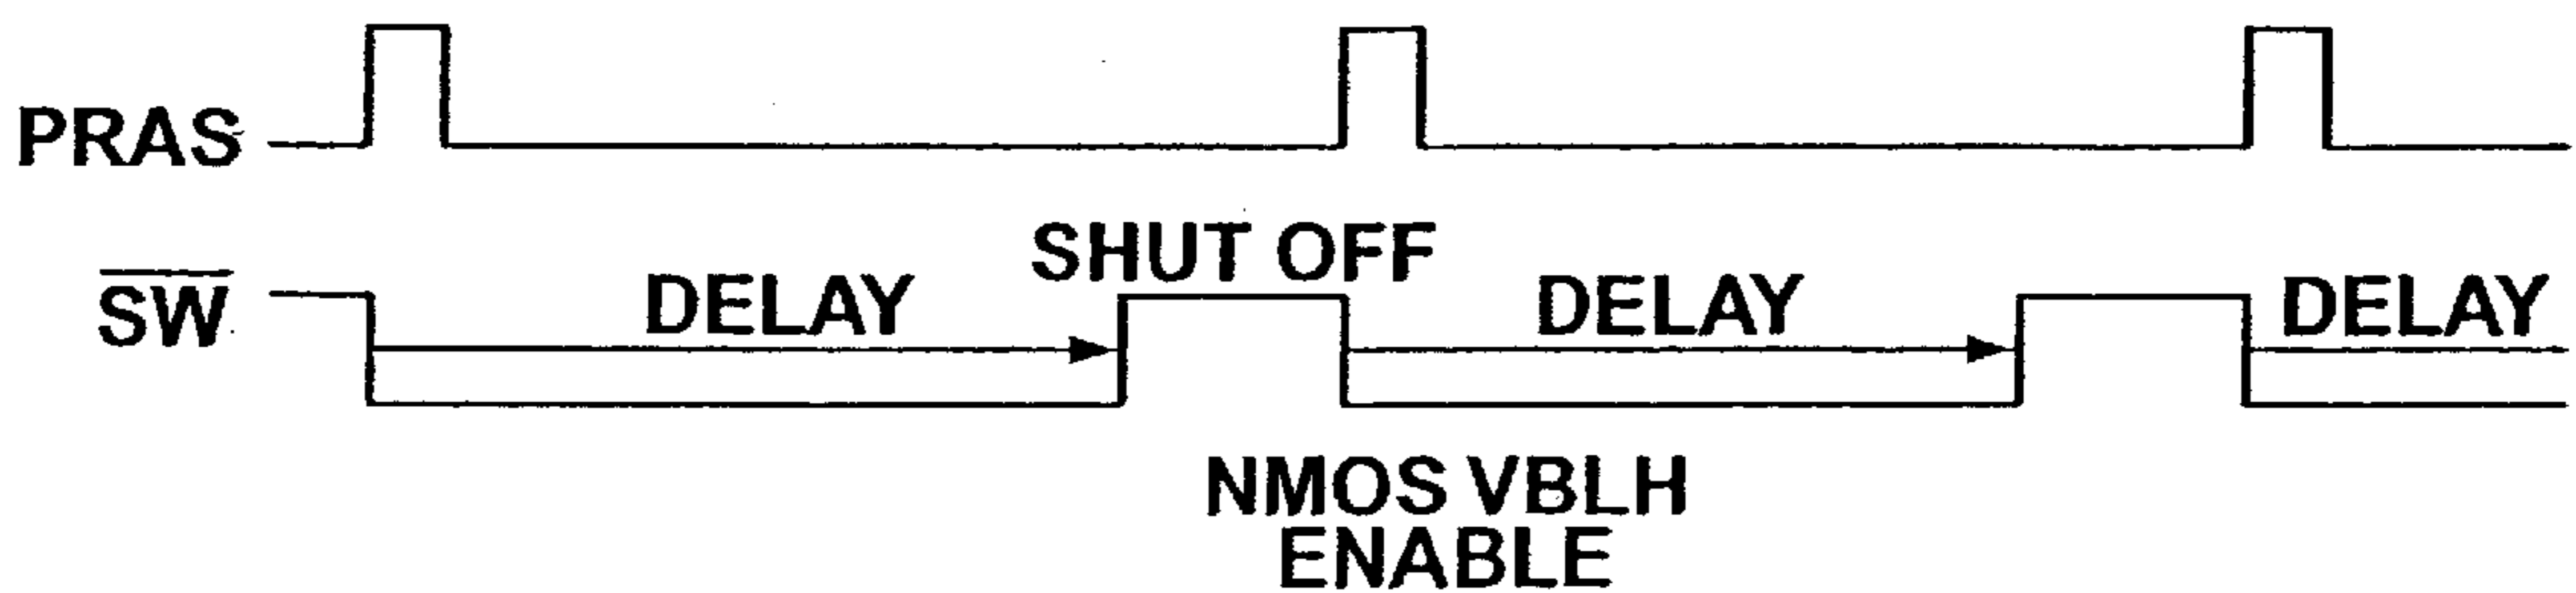 PRAS
SHUT OFF
SW DELAY DELAY DELAY
NMOS VBLH
ENABLE